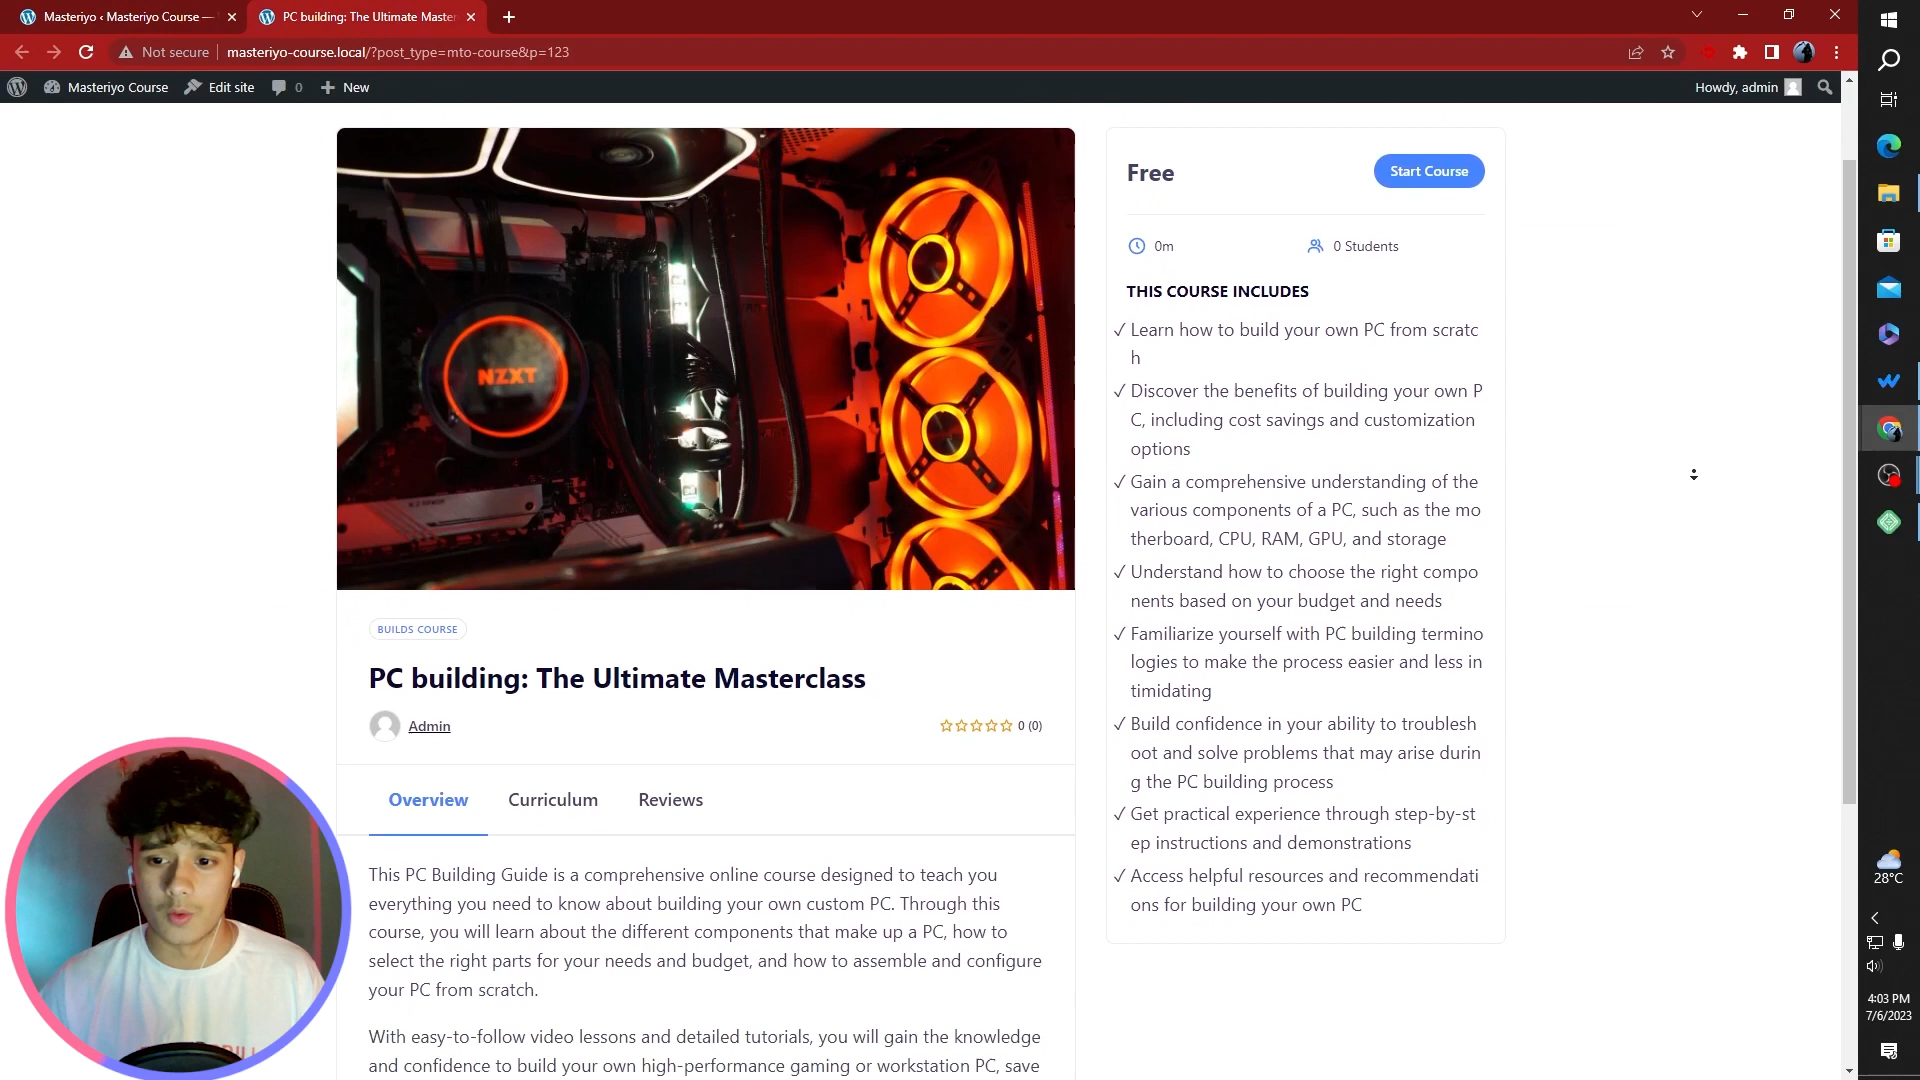 Masteriyo ‹ Masteriyo Course —
PC building: The Ultimate Master
Not secure
masteriyo-course.local/?post_type=mto-course&p=123
Masteriyo Course
Edit site
0
New
Howdy, admin
NZXT
Free
Start Course
0m
0 Students
THIS COURSE INCLUDES
✓ Learn how to build your own PC from scratc
h
✓ Discover the benefits of building your own P
C, including cost savings and customization
options
✓ Gain a comprehensive understanding of the
various components of a PC, such as the mo
therboard, CPU, RAM, GPU, and storage
✓ Understand how to choose the right compo
nents based on your budget and needs
✓ Familiarize yourself with PC building termino
logies to make the process easier and less in
timidating
✓ Build confidence in your ability to troublesh
oot and solve problems that may arise durin
g the PC building process
✓ Get practical experience through step-by-st
ep instructions and demonstrations
✓ Access helpful resources and recommendati
ons for building your own PC
BUILDS COURSE
PC building: The Ultimate Masterclass
Admin
0 (0)
Overview
Curriculum
Reviews
This PC Building Guide is a comprehensive online course designed to teach you
everything you need to know about building your own custom PC. Through this
course, you will learn about the different components that make up a PC, how to
select the right parts for your needs and budget, and how to assemble and configure
your PC from scratch.
With easy-to-follow video lessons and detailed tutorials, you will gain the knowledge
and confidence to build your own high-performance gaming or workstation PC, save
28°C
4:03 PM
7/6/2023